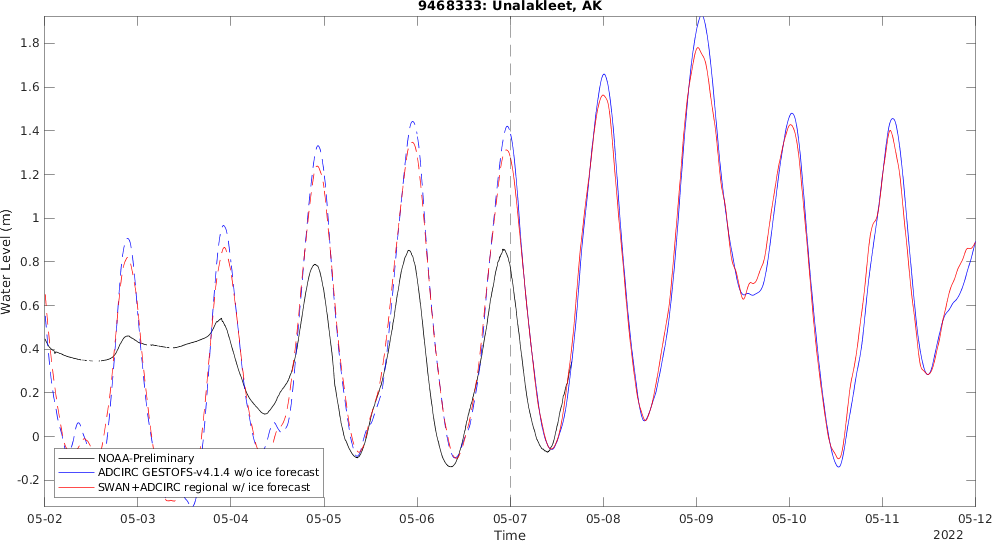 9468333: Unalakleet, AK
Water Level (m)
1.8
1.6
1.4
1.2
1
0.8
0.6
0.4
0.2
0
-0.2
NOAA-Preliminary
ADCIRC GESTOFS-v4.1.4 w/o ice forecast
SWAN+ADCIRC regional w/ ice forecast
05-02 05-03 05-04 05-05 05-06 05-07 05-08 05-09 05-10 05-11 05-12
Time
2022